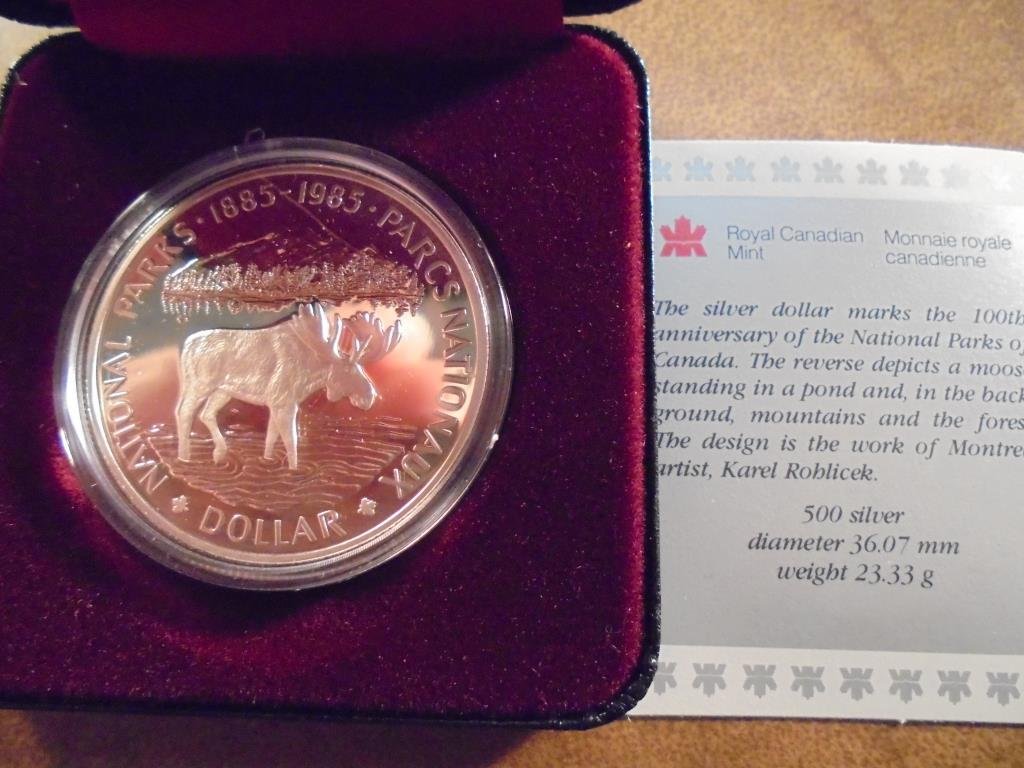 NATIONAL PARKS · 1885-1985 · PARCS NATIONAUX
DOLLAR
Royal Canadian
Mint
Monnaie royale
canadienne
The silver dollar marks the 100th
anniversary of the National Parks o
Canada. The reverse depicts a moos
standing in a pond and, in the back
ground, mountains and the fores
The design is the work of Montre
artist, Karel Rohlicek.
500 silver
diameter 36.07 mm
weight 23.33 g